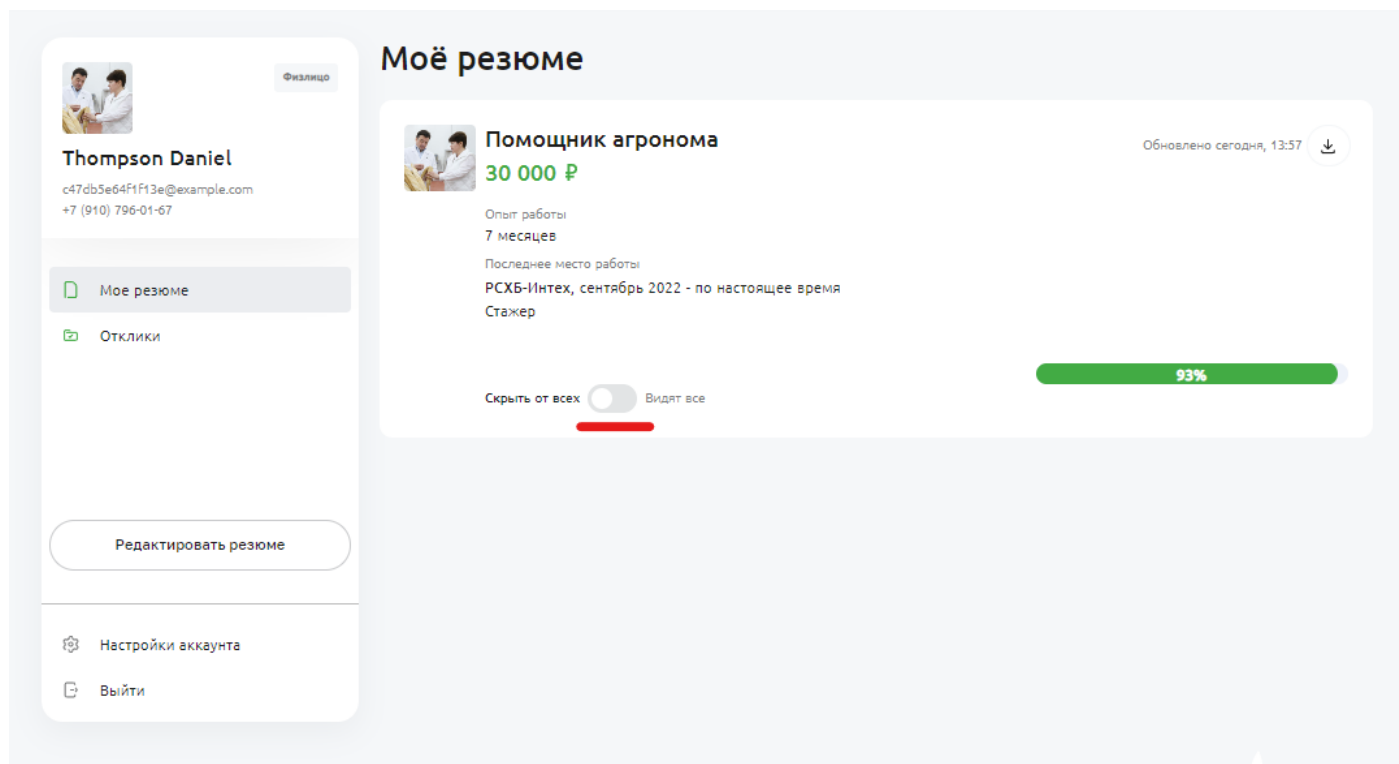 Физлицо
Thompson Daniel
c47db5e64f1f13e@example.com
+7 (910) 796-01-67
Мое резюме
Отклики
Редактировать резюме
Настройки аккаунта
Выйти
Моё резюме
Помощник агронома
30 000 ₽
Обновлено сегодня, 13:57
Опыт работы
7 месяцев
Последнее место работы
РСХБ-Интех, сентябрь 2022 - по настоящее время
Стажер
93%
Скрыть от всех Видят все